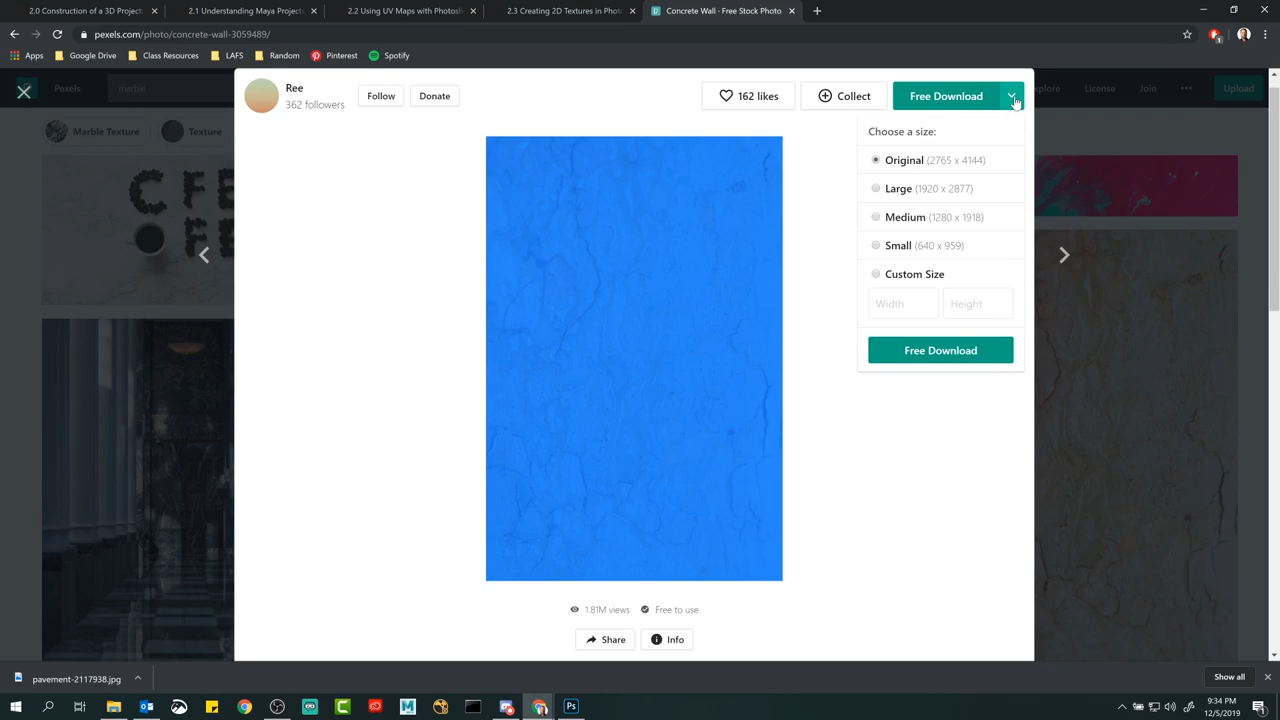 2.0 Construction of a 3D Project
2.1 Understanding Maya Projects
2.2 Using UV Maps with Photosh
2.3 Creating 2D Textures in Photo
Concrete Wall · Free Stock Photo
pexels.com/photo/concrete-wall-3059489/
Apps
Google Drive
Class Resources
LAFS
Random
Pinterest
Spotify
Pexels
marble
Explore
License
Join
Upload
Marble Texture
Texture
Ree
362 followers
Follow
Donate
162 likes
Collect
Free Download
Choose a size:
Original (2765 x 4144)
Large (1920 x 2877)
Medium (1280 x 1918)
Small (640 x 959)
Custom Size
Width
Height
Free Download
1.81M views
Free to use
Share
Info
pavement-2117938.jpg
Show all
9:34 PM
12/5/2019